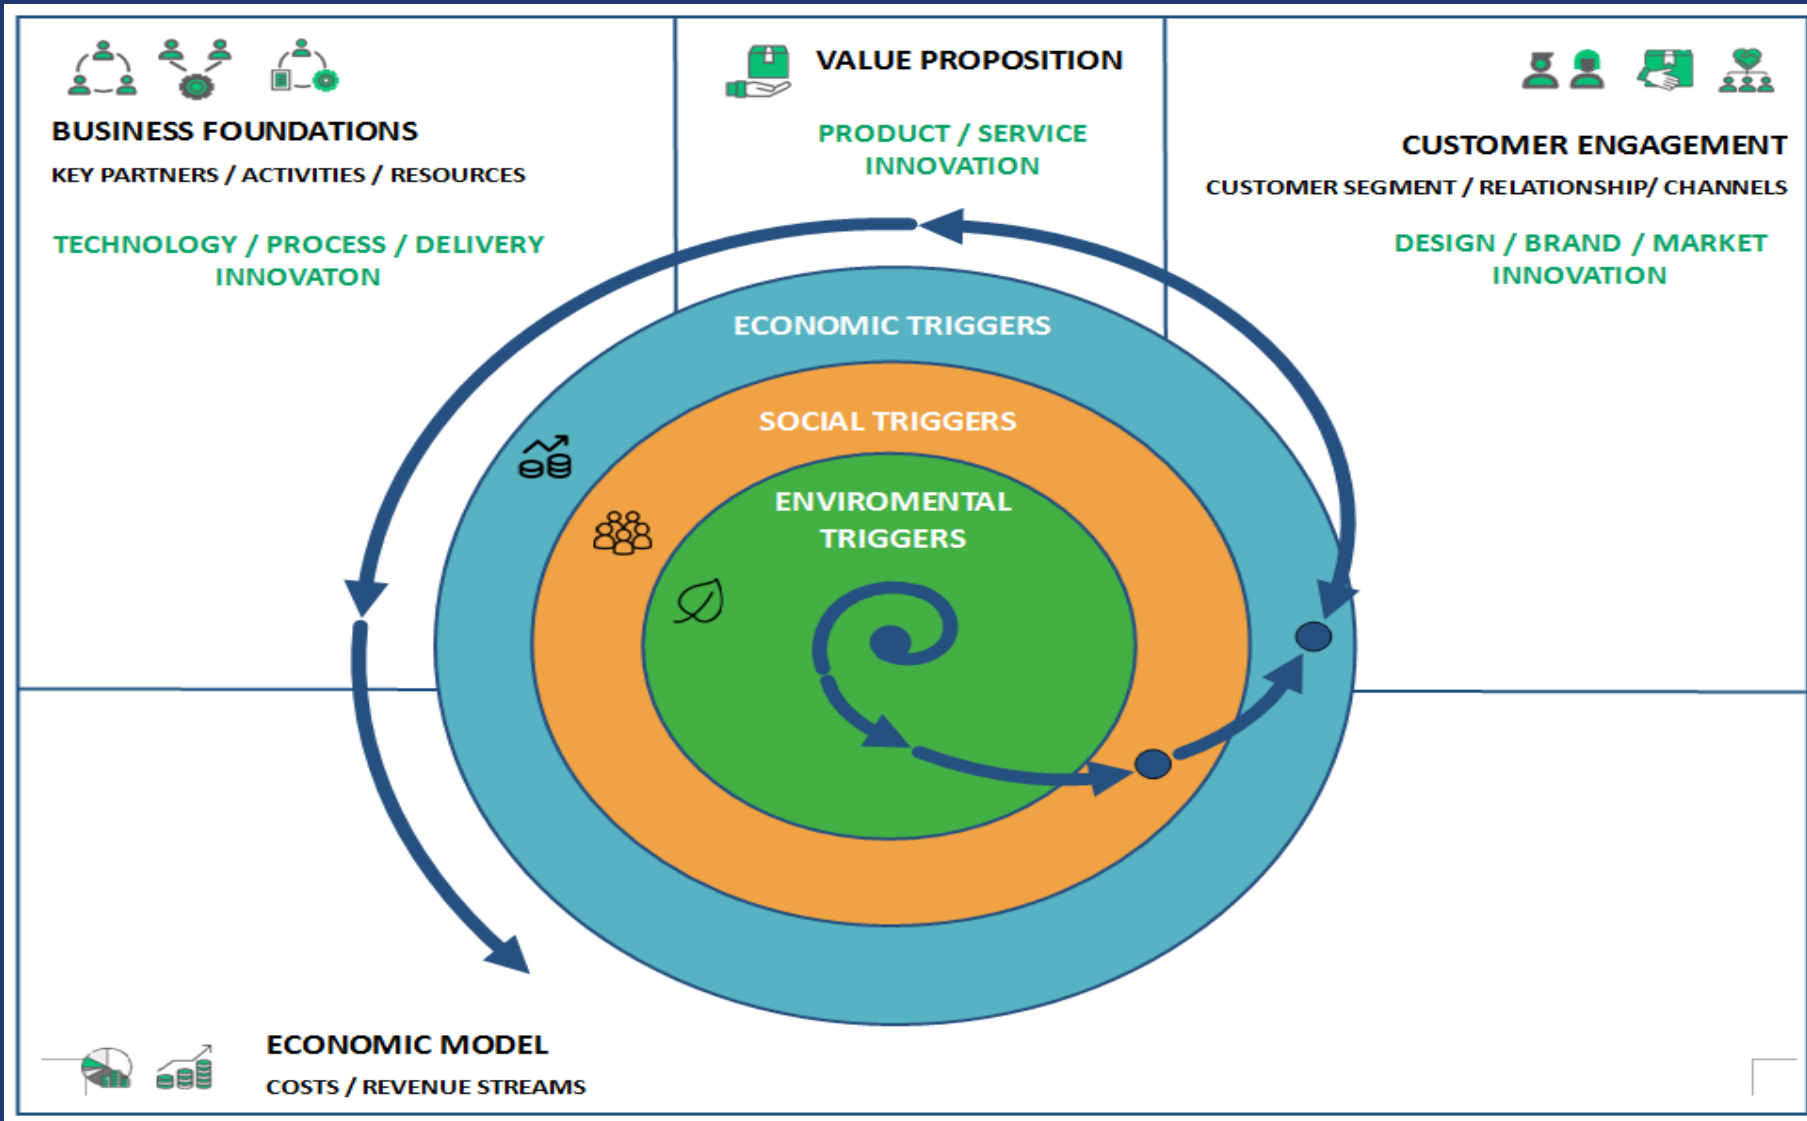 BUSINESS FOUNDATIONS
KEY PARTNERS / ACTIVITIES / RESOURCES
TECHNOLOGY / PROCESS / DELIVERY
INNOVATON
VALUE PROPOSITION
PRODUCT / SERVICE
INNOVATION
CUSTOMER ENGAGEMENT
CUSTOMER SEGMENT / RELATIONSHIP/ CHANNELS
DESIGN / BRAND / MARKET
INNOVATION
ECONOMIC TRIGGERS
SOCIAL TRIGGERS
ENVIROMENTAL
TRIGGERS
ECONOMIC MODEL
COSTS / REVENUE STREAMS